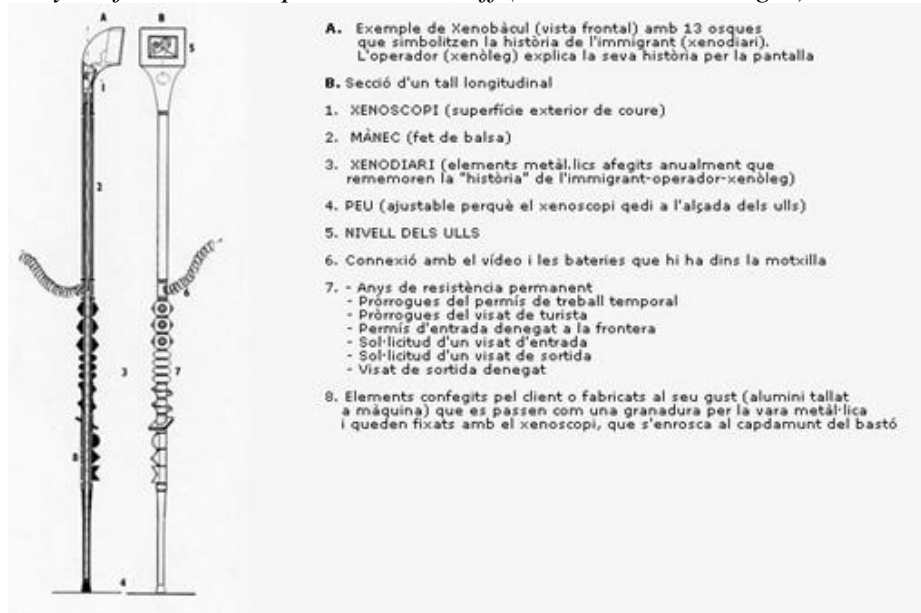 A B
5
1
2
6
3 7
8
4
A. Exemple de Xenobàcul (vista frontal) amb 13 osques
que simbolitzen la història de l'immigrant (xenodiari).
L'operador (xenòleg) explica la seva història per la pantalla
B. Secció d'un tall longitudinal
1. XENOSCOPI (superfície exterior de coure)
2. MÀNEC (fet de balsa)
3. XENODIARI (elements metàl.lics afegits anualment que
rememoren la "història" de l'immigrant-operador-xenòleg)
4. PEU (ajustable perquè el xenoscopi qedi a l'alçada dels ulls)
5. NIVELL DELS ULLS
6. Connexió amb el vídeo i les bateries que hi ha dins la motxilla
7. - Anys de resistència permanent
- Pròrrogues del permís de treball temporal
- Pròrrogues del visat de turista
- Permís d'entrada denegat a la frontera
- Sol·licitud d'un visat d'entrada
- Sol·licitud d'un visat de sortida
- Visat de sortida denegat
8. Elements confegits pel client o fabricats al seu gust (alumini tallat
a màquina) que es passen com una granadura per la vara metàl·lica
i queden fixats amb el xenoscopi, que s'enrosca al capdamunt del bastó